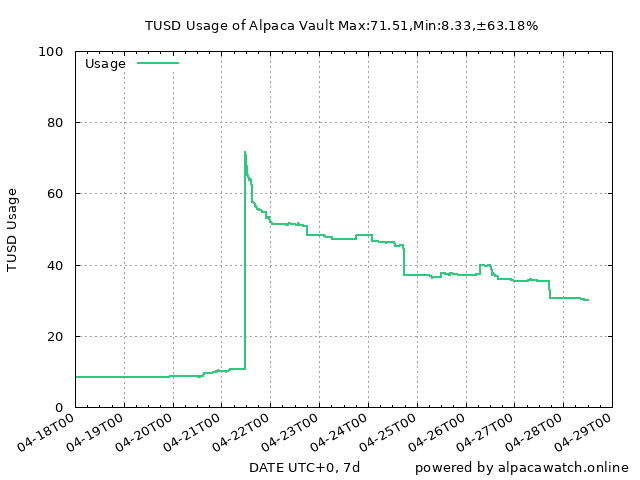 TUSD Usage of Alpaca Vault Max:71.51,Min:8.33,±63.18%
Usage
TUSD Usage
100
80
60
40
20
0
04-18T00
04-19T00
04-20T00
04-21T00
04-22T00
04-23T00
04-24T00
04-25T00
04-26T00
04-27T00
04-28T00
04-29T00
DATE UTC+0, 7d
powered by alpacawatch.online